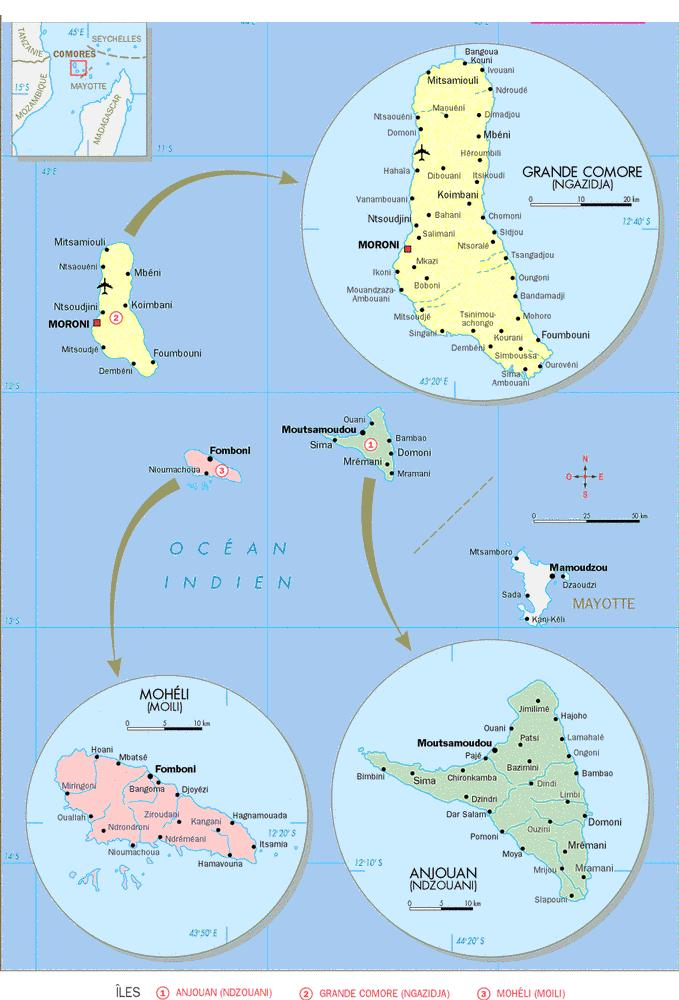 45°E
SEYCHELLES
TANZANIE
COMORES
MAYOTTE
15°S
MOZAMBIQUE
MADAGASCAR
11°S
43°E
Mitsamiouli
Ntsaouéni
Mbéni
Ntsoudjini
Koimbani
MORONI
2
Mitsoudjé
Foumbouni
Dembéni
12°S
Bangoua
Kouni
Ivouani
Mitsamiouli
Ndroudé
Maouéni
Ntsaouéni
Dimadjou
Domoni
Mbéni
Héroumbili
Hahaïa
Dibouani
Itsikoudi
GRANDE COMORE
(NGAZIDJA)
0 10 20 km
Vanambouani
Koimbani
Ntsoudjini
Bahani
Chomoni
12°40'S
Salimani
Sidjou
MORONI
Ntsoralé
Mkazi
Tsangadjou
Ikoni
Boboni
Oungoni
Mouandzaza-
Ambouani
Bandamadji
Mitsoudjé
Tsinimou-
achongo
Mohoro
Singani
Kourani
Foumbouni
Dembéni
Simboussa
Sima
Ambouani
Ourovéni
43°20'E
Ouani
Moutsamoudou
Sima
1
Bambao
Domoni
Mrémani
Mramani
Fomboni
Nioumachoua
3
N
O E
S
0 25 50 km
OCÉAN
INDIEN
Mtsamboro
Mamoudzou
Dzaoudzi
Sada
MAYOTTE
Kani-Kéli
13°S
MOHÉLI
(MOILI)
0 5 10 km
Hoani
Mbatsé
Fomboni
Miringoni
Bangoma
Djoyézi
Ouallah
Ziroudani
Kangani
Hagnamouada
Ndrondroni
12°20'S
Ndréméani
Itsamia
Nioumachoua
Hamavouna
43°50'E
14°S
Jimilimé
Hajoho
Ouani
Patsi
Lamahalé
Moutsamoudou
Pajé
Ongoni
Bimbini
Sima
Chironkamba
Bazimini
Bambao
Dindi
Dzindri
Limbi
Dar Salam
Domoni
Pomoni
Ouzini
Moya
Mrémani
12°10'S
Mrijou
Mramani
ANJOUAN
(NDZOUANI)
0 5 10 km
Slapouni
44°20'S
ÎLES 1 ANJOUAN (NDZOUANI) 2 GRANDE COMORE (NGAZIDJA) 3 MOHÉLI (MOILI)